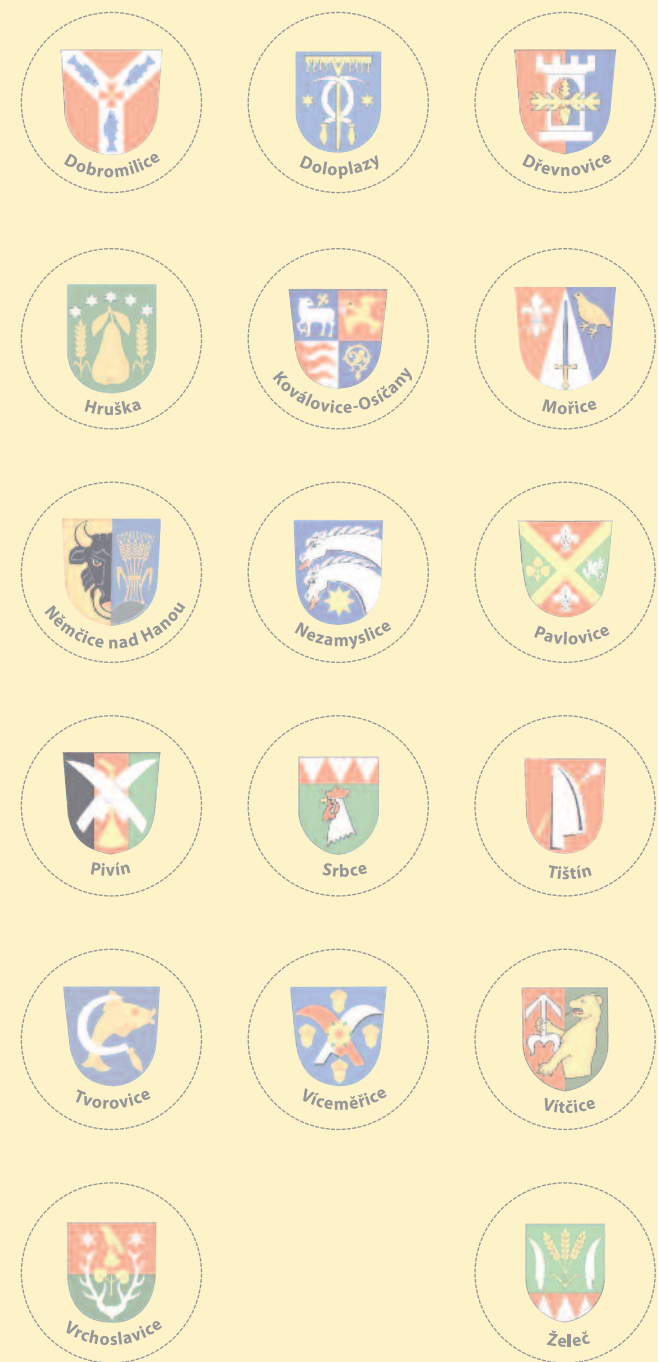 Dobromilice
Doloplazy
Dřevnovice
Hruška
Koválovice-Osíčany
Mořice
Němčice nad Hanou
Nezamyslice
Pavlovice
Pivín
Srbce
Tištín
Tvorovice
Víceměřice
Vítčice
Vrchoslavice
Želeč